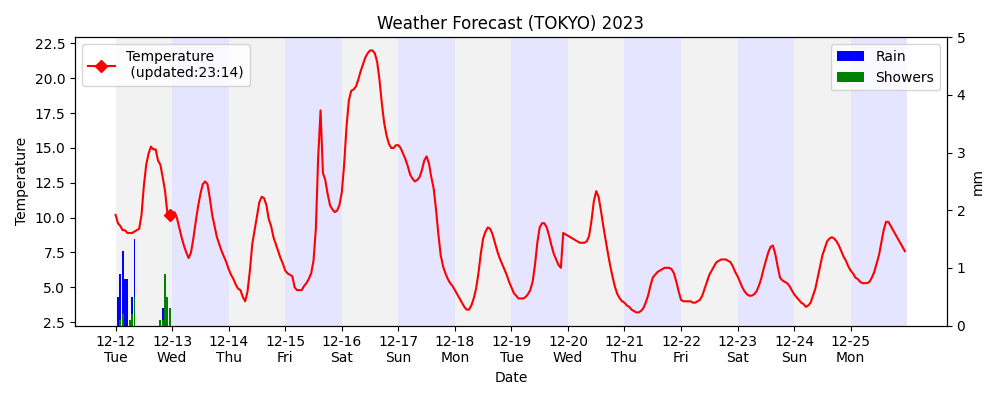 Weather Forecast (TOKYO) 2023
Temperature
(updated:23:14)
Rain
Showers
22.5
20.0
17.5
15.0
12.5
10.0
7.5
5.0
2.5
Temperature
5
4
3
2
1
0
mm
12-12 12-13 12-14 12-15 12-16 12-17 12-18 12-19 12-20 12-21 12-22 12-23 12-24 12-25
Tue Wed Thu Fri Sat Sun Mon Tue Wed Thu Fri Sat Sun Mon
Date